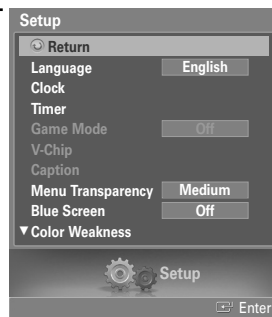 Setup
Return
Language English
Clock
Timer
Game Mode Off
V-Chip
Caption
Menu Transparency Medium
Blue Screen Off
▼ Color Weakness
Setup
Enter